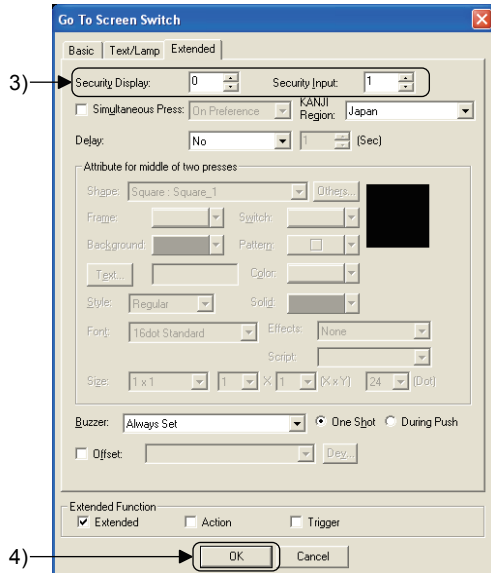 Go To Screen Switch
Basic Text/Lamp Extended
3) Security Display: 0 Security Input: 1
Simultaneous Press: On Preference KANJI Region: Japan
Delay: No 1 (Sec)
Attribute for middle of two presses
Shape: Square : Square_1 Others...
Frame: Switch:
Background: Pattern:
Text... Color:
Style: Regular Solid:
Font: 16dot Standard Effects: None
Script:
Size: 1 x 1 1 X 1 (X x Y) 24 (Dot)
Buzzer: Always Set One Shot During Push
Offset: Dev...
Extended Function
Extended Action Trigger
4) OK Cancel